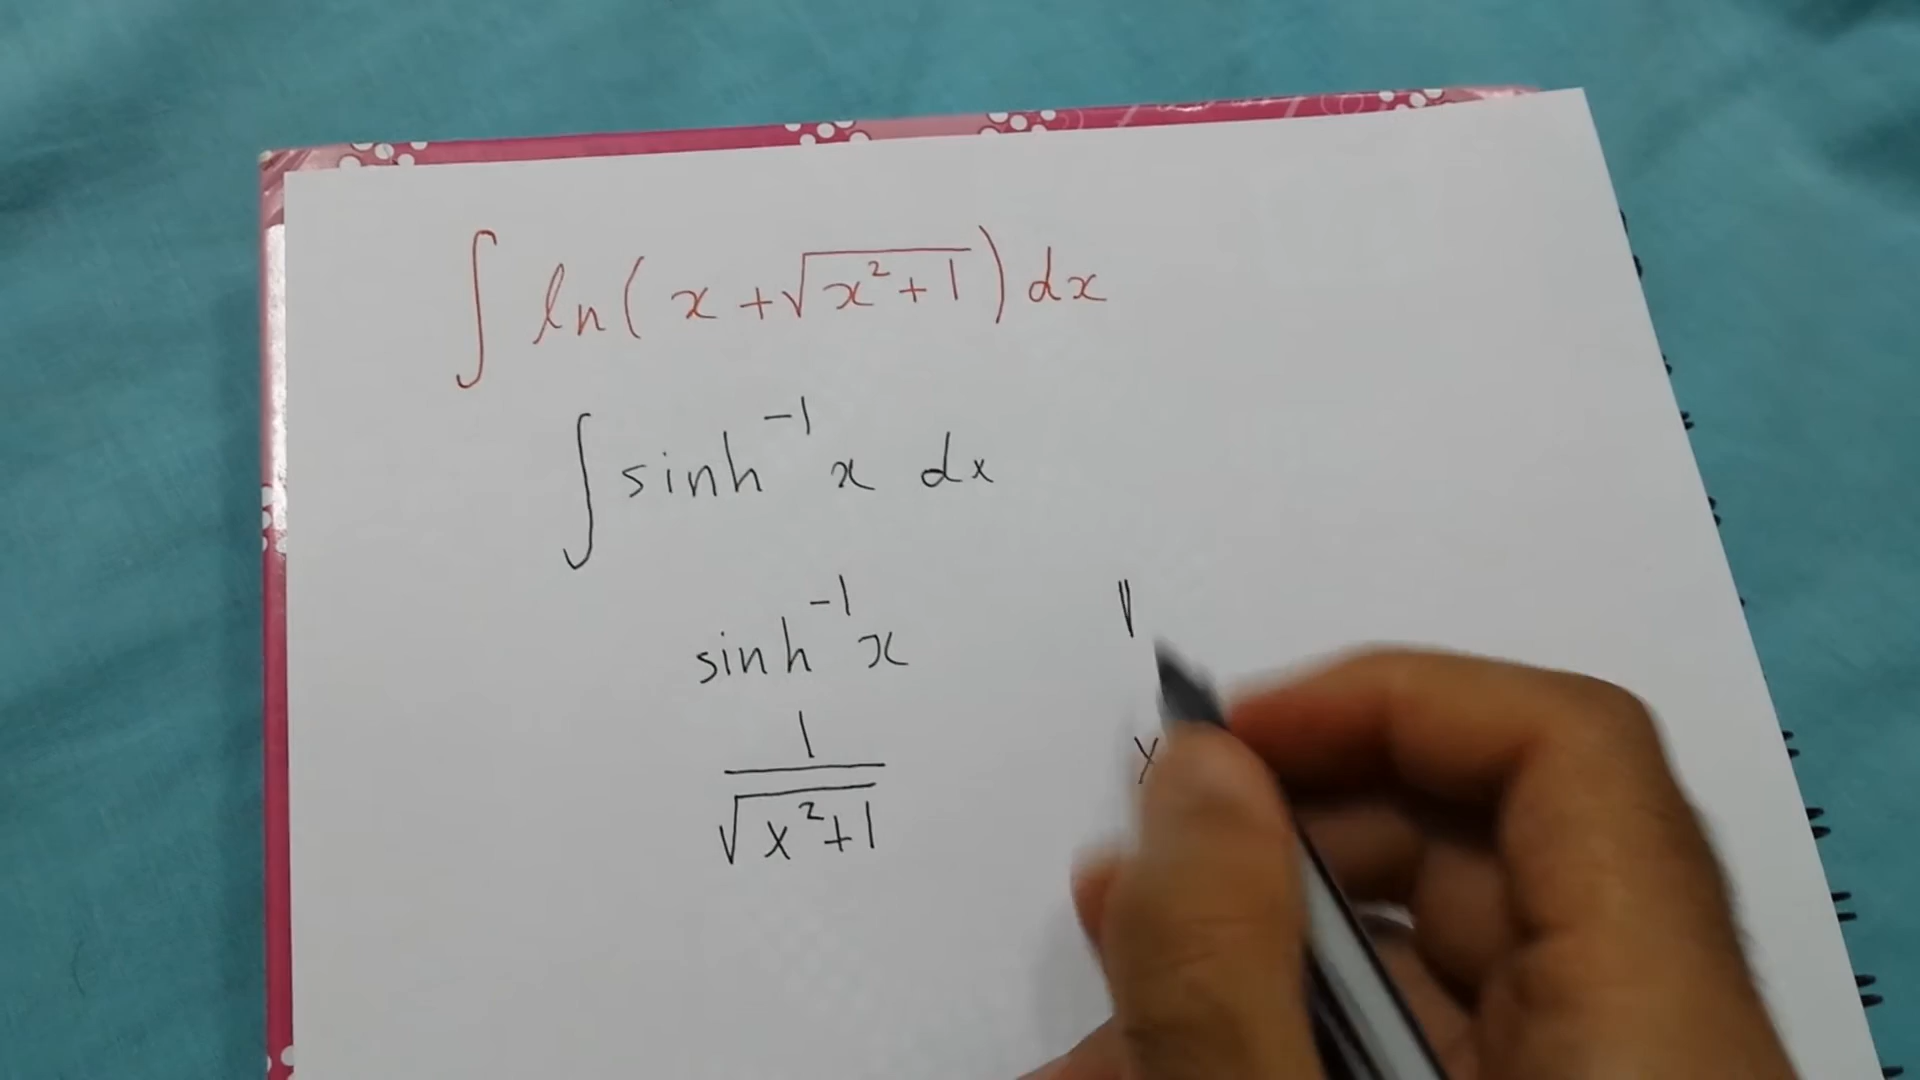 ∫ ln( x + √(x²+1) ) dx
∫ sinh⁻¹ x dx
sinh⁻¹ x 1
1/√(x²+1) x